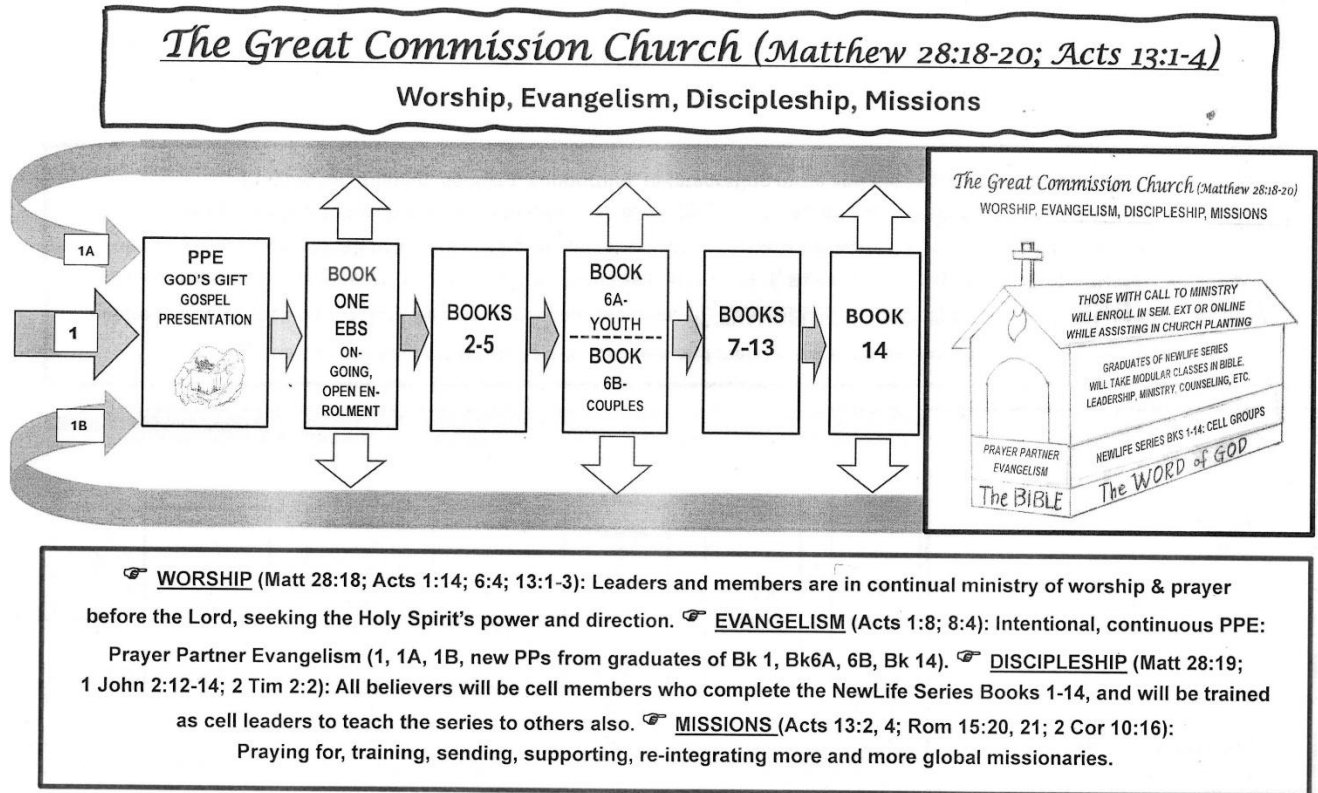 The Great Commission Church (Matthew 28:18-20; Acts 13:1-4)
Worship, Evangelism, Discipleship, Missions
1A
1
1B
PPE
GOD'S GIFT
GOSPEL
PRESENTATION
BOOK
ONE
EBS
ON-
GOING,
OPEN EN-
ROLMENT
BOOKS
2-5
BOOK
6A-
YOUTH
BOOK
6B-
COUPLES
BOOKS
7-13
BOOK
14
The Great Commission Church (Matthew 28:18-20)
WORSHIP, EVANGELISM, DISCIPLESHIP, MISSIONS
THOSE WITH CALL TO MINISTRY
WILL ENROLL IN SEM. EXT OR ONLINE
WHILE ASSISTING IN CHURCH PLANTING
GRADUATES OF NEWLIFE SERIES
WILL TAKE MODULAR CLASSES IN BIBLE,
LEADERSHIP, MINISTRY, COUNSELING, ETC.
NEWLIFE SERIES BKS 1-14: CELL GROUPS
PRAYER PARTNER
EVANGELISM
The BIBLE
The WORD of GOD
☞ WORSHIP (Matt 28:18; Acts 1:14; 6:4; 13:1-3): Leaders and members are in continual ministry of worship & prayer
before the Lord, seeking the Holy Spirit's power and direction. ☞ EVANGELISM (Acts 1:8; 8:4): Intentional, continuous PPE:
Prayer Partner Evangelism (1, 1A, 1B, new PPs from graduates of Bk 1, Bk6A, 6B, Bk 14). ☞ DISCIPLESHIP (Matt 28:19;
1 John 2:12-14; 2 Tim 2:2): All believers will be cell members who complete the NewLife Series Books 1-14, and will be trained
as cell leaders to teach the series to others also. ☞ MISSIONS (Acts 13:2, 4; Rom 15:20, 21; 2 Cor 10:16):
Praying for, training, sending, supporting, re-integrating more and more global missionaries.